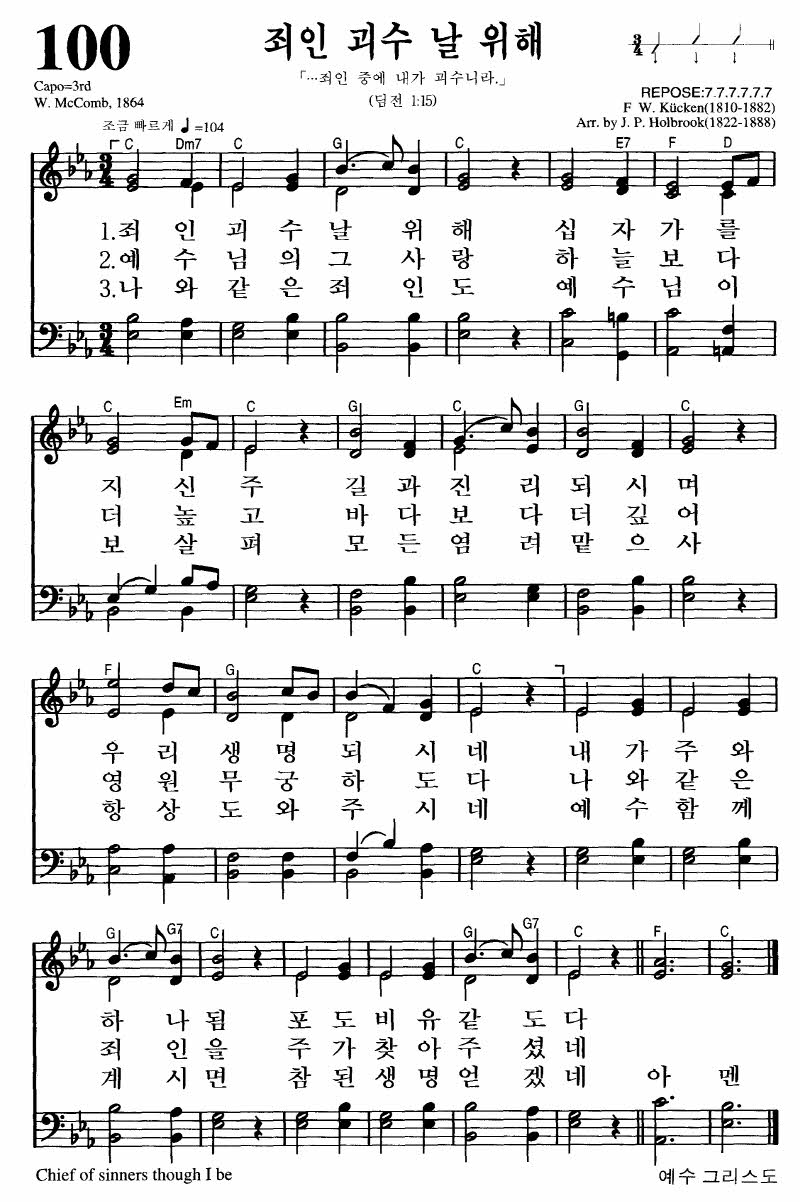 100
죄인 괴수 날 위해
「…죄인 중에 내가 괴수니라.」
(딤전 1:15)
3/4
Capo=3rd
W. McComb, 1864
REPOSE:7.7.7.7.7.7
F. W. Kücken(1810-1882)
Arr. by J. P. Holbrook(1822-1888)
조금 빠르게 ♩=104
C Dm7 C G C E7 F D
1.죄 인 괴 수 날 위 해 십 자 가 를
2.예 수 님 의 그 사 랑 하 늘 보 다
3.나 와 같 은 죄 인 도 예 수 님 이
C Em C G C G C
지 신 주 길 과 진 리 되 시 며
더 높 고 바 다 보 다 더 깊 어
보 살 펴 모 든 염 려 맡 으 사
F G C
우 리 생 명 되 시 네 내 가 주 와
영 원 무 궁 하 도 다 나 와 같 은
항 상 도 와 주 시 네 예 수 함 께
G G7 C G G7 C F C
하 나 됨 포 도 비 유 같 도 다
죄 인 을 주 가 찾 아 주 셨 네
계 시 면 참 된 생 명 얻 겠 네 아 멘
Chief of sinners though I be
예수 그리스도